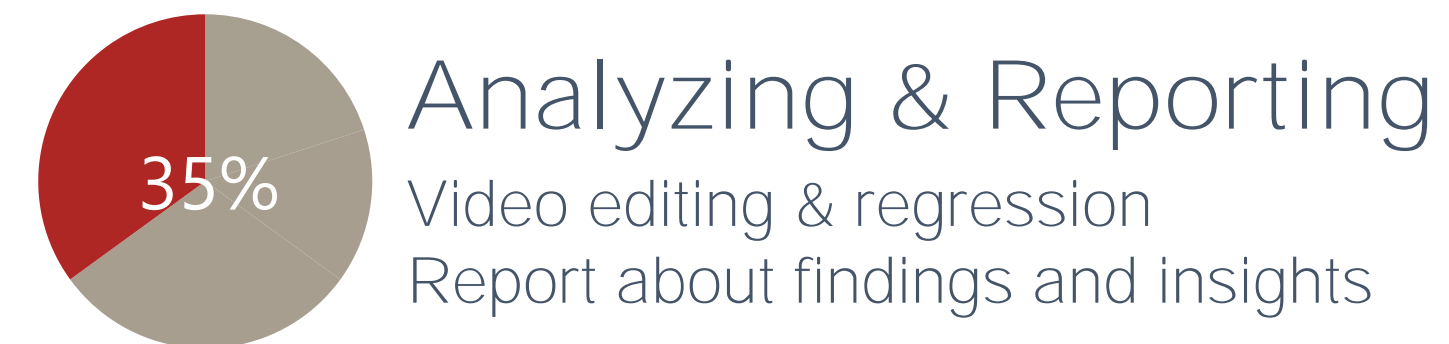 35%
Analyzing & Reporting
Video editing & regression
Report about findings and insights